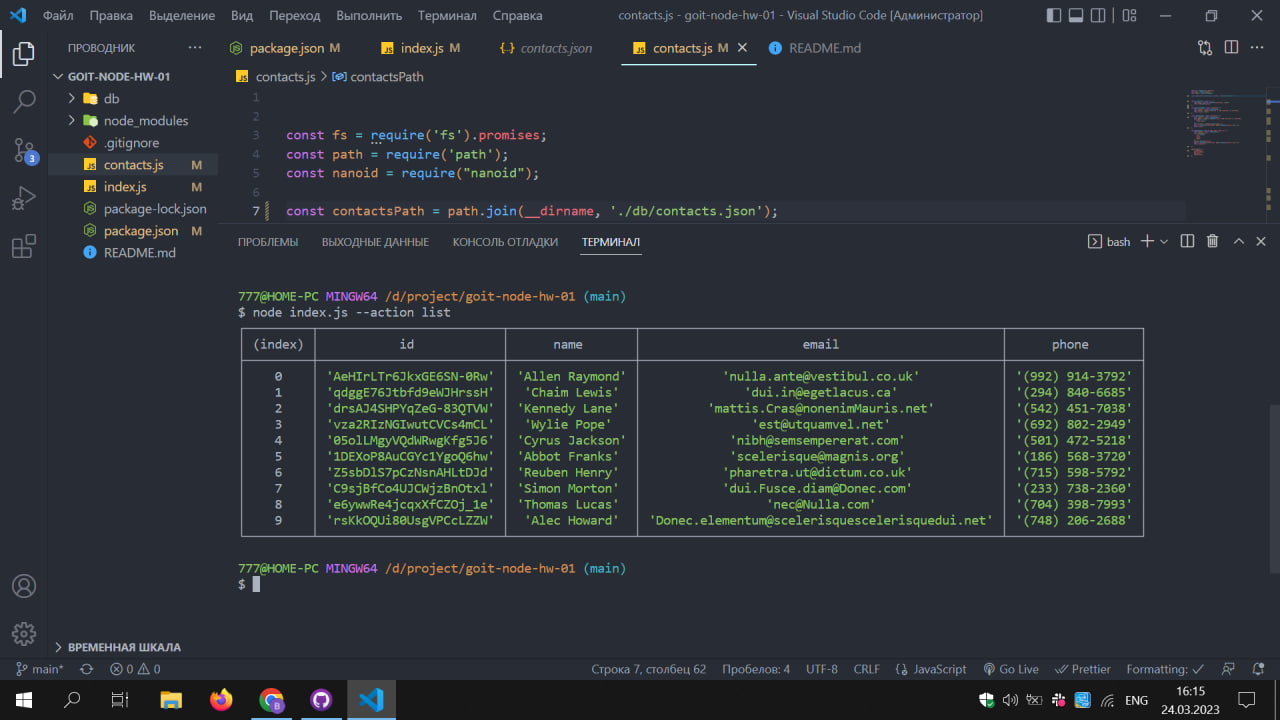 Файл Правка Выделение Вид Переход Выполнить Терминал Справка contacts.js - goit-node-hw-01 - Visual Studio Code [Администратор]
ПРОВОДНИК ··· package.json M index.js M contacts.json contacts.js M README.md
GOIT-NODE-HW-01
db
node_modules
.gitignore
contacts.js M
index.js M
package-lock.json
package.json M
README.md
contacts.js > contactsPath
1
2
3 const fs = require('fs').promises;
4 const path = require('path');
5 const nanoid = require("nanoid");
6
7 const contactsPath = path.join(__dirname, './db/contacts.json');
ПРОБЛЕМЫ ВЫХОДНЫЕ ДАННЫЕ КОНСОЛЬ ОТЛАДКИ ТЕРМИНАЛ bash
777@HOME-PC MINGW64 /d/project/goit-node-hw-01 (main)
$ node index.js --action list
(index) id name email phone
0 'AeHIrLTr6JkxGE6SN-0Rw' 'Allen Raymond' 'nulla.ante@vestibul.co.uk' '(992) 914-3792'
1 'qdggE76Jtbfd9eWJHrssH' 'Chaim Lewis' 'dui.in@egetlacus.ca' '(294) 840-6685'
2 'drsAJ4SHPYqZeG-83QTVW' 'Kennedy Lane' 'mattis.Cras@nonenimMauris.net' '(542) 451-7038'
3 'vza2RIzNGIwutCVCs4mCL' 'Wylie Pope' 'est@utquamvel.net' '(692) 802-2949'
4 '05olLMgyVQdWRwgKfg5J6' 'Cyrus Jackson' 'nibh@semsempererat.com' '(501) 472-5218'
5 '1DEXoP8AuCGYc1YgoQ6hw' 'Abbot Franks' 'scelerisque@magnis.org' '(186) 568-3720'
6 'Z5sbDlS7pCzNsnAHLtDJd' 'Reuben Henry' 'pharetra.ut@dictum.co.uk' '(715) 598-5792'
7 'C9sjBfCo4UJCWjzBnOtxl' 'Simon Morton' 'dui.Fusce.diam@Donec.com' '(233) 738-2360'
8 'e6ywwRe4jcqxXfCZOj_1e' 'Thomas Lucas' 'nec@Nulla.com' '(704) 398-7993'
9 'rsKkOQUi80UsgVPCcLZZW' 'Alec Howard' 'Donec.elementum@scelerisquescelerisquedui.net' '(748) 206-2688'
777@HOME-PC MINGW64 /d/project/goit-node-hw-01 (main)
$
ВРЕМЕННАЯ ШКАЛА
3
main* 0 0 Строка 7, столбец 62 Пробелов: 4 UTF-8 CRLF JavaScript Go Live Prettier Formatting:
ENG 16:15
24.03.2023